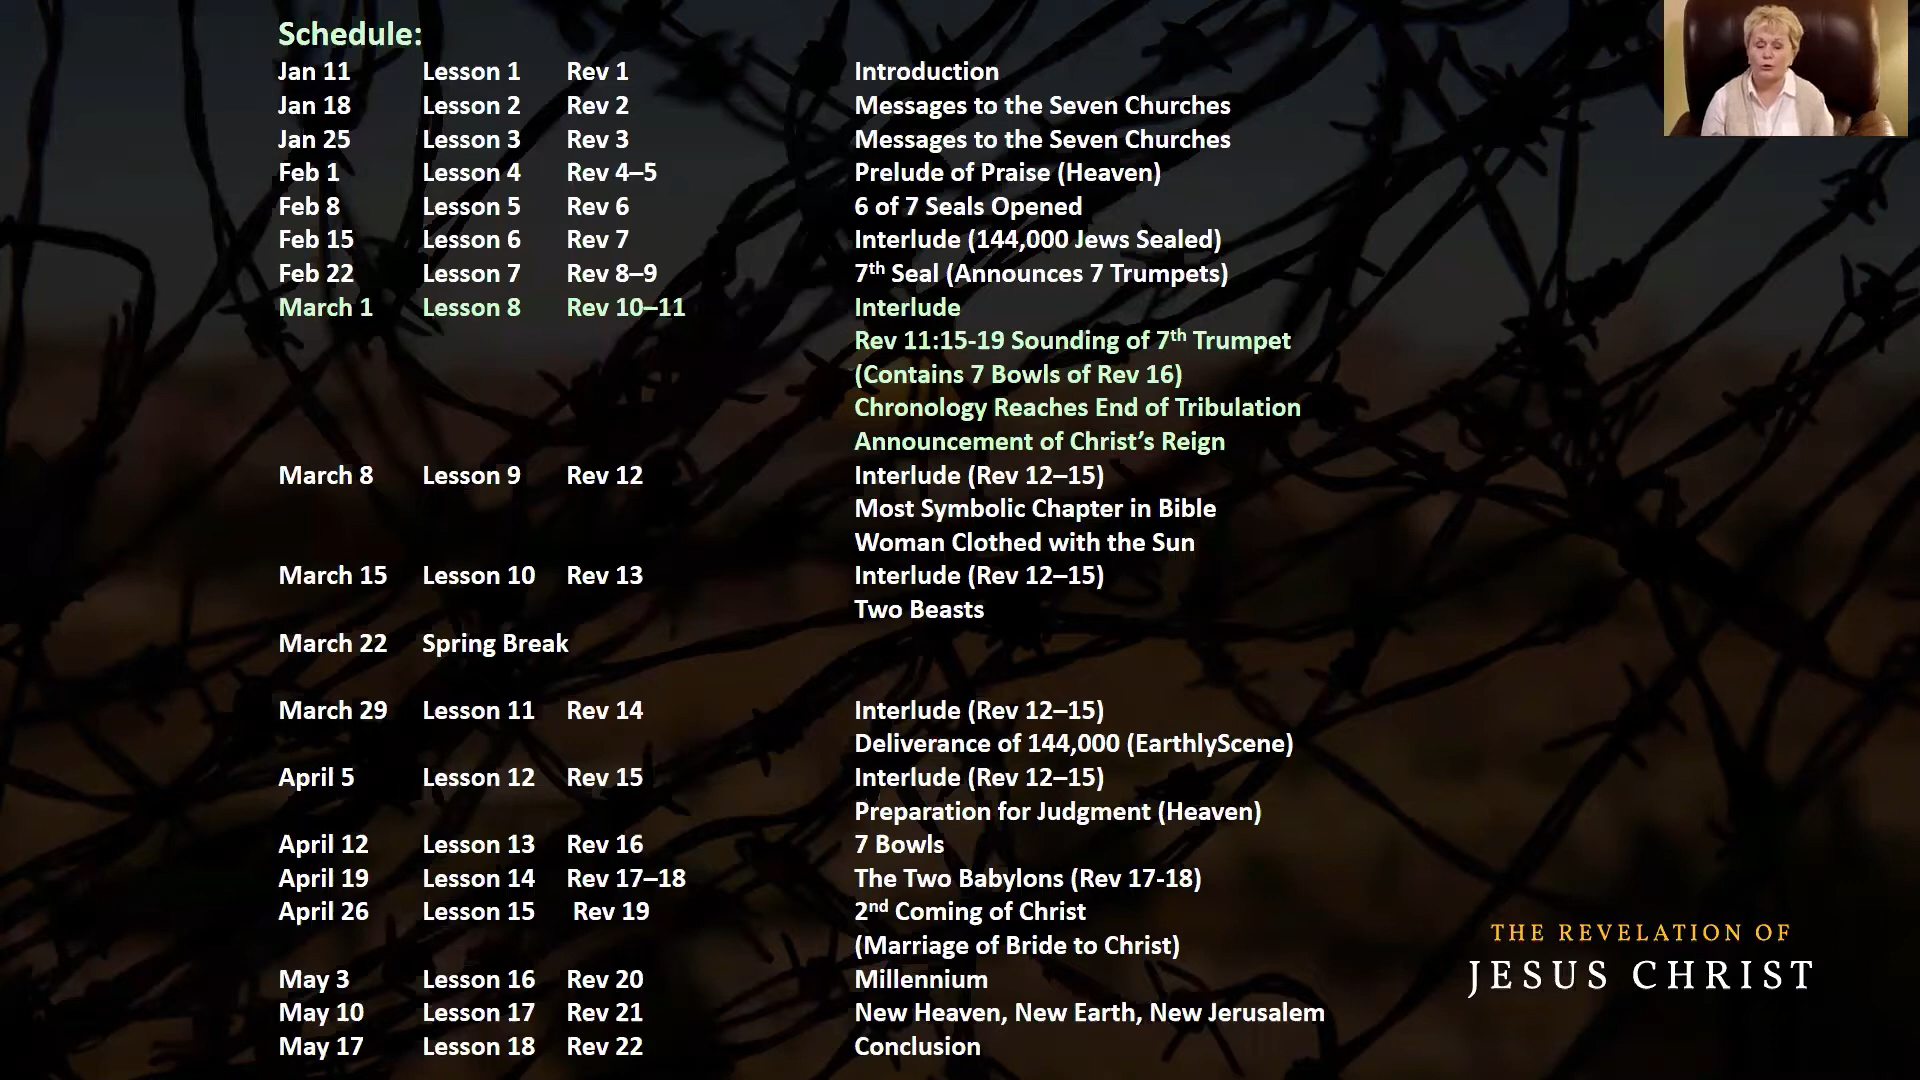 Schedule:
Jan 11 Lesson 1 Rev 1 Introduction
Jan 18 Lesson 2 Rev 2 Messages to the Seven Churches
Jan 25 Lesson 3 Rev 3 Messages to the Seven Churches
Feb 1 Lesson 4 Rev 4–5 Prelude of Praise (Heaven)
Feb 8 Lesson 5 Rev 6 6 of 7 Seals Opened
Feb 15 Lesson 6 Rev 7 Interlude (144,000 Jews Sealed)
Feb 22 Lesson 7 Rev 8–9 7th Seal (Announces 7 Trumpets)
March 1 Lesson 8 Rev 10–11 Interlude
Rev 11:15-19 Sounding of 7th Trumpet
(Contains 7 Bowls of Rev 16)
Chronology Reaches End of Tribulation
Announcement of Christ’s Reign
March 8 Lesson 9 Rev 12 Interlude (Rev 12–15)
Most Symbolic Chapter in Bible
Woman Clothed with the Sun
March 15 Lesson 10 Rev 13 Interlude (Rev 12–15)
Two Beasts
March 22 Spring Break
March 29 Lesson 11 Rev 14 Interlude (Rev 12–15)
Deliverance of 144,000 (EarthlyScene)
April 5 Lesson 12 Rev 15 Interlude (Rev 12–15)
Preparation for Judgment (Heaven)
April 12 Lesson 13 Rev 16 7 Bowls
April 19 Lesson 14 Rev 17–18 The Two Babylons (Rev 17-18)
April 26 Lesson 15 Rev 19 2nd Coming of Christ
(Marriage of Bride to Christ)
May 3 Lesson 16 Rev 20 Millennium
May 10 Lesson 17 Rev 21 New Heaven, New Earth, New Jerusalem
May 17 Lesson 18 Rev 22 Conclusion
THE REVELATION OF
JESUS CHRIST